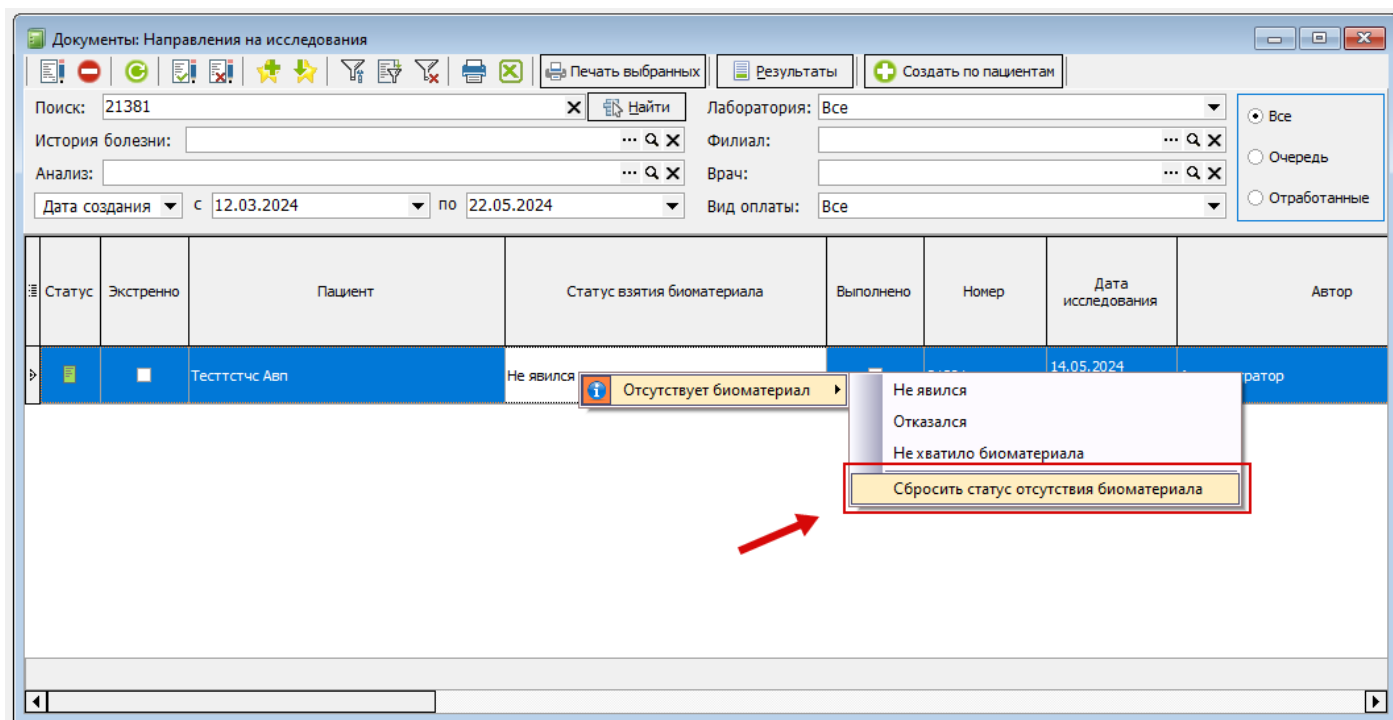 Документы: Направления на исследования
Печать выбранных Результаты Создать по пациентам
Поиск: 21381 Найти Лаборатория: Все
Все
История болезни: Филиал:
Очередь
Анализ: Врач:
Отработанные
Дата создания с 12.03.2024 по 22.05.2024 Вид оплаты: Все
Статус Экстренно Пациент Статус взятия биоматериала Выполнено Номер Дата исследования Автор
14.05.2024
Тесттстчс Авп Не явился
Отсутствует биоматериал
Не явился
Отказался
Не хватило биоматериала
Сбросить статус отсутствия биоматериала